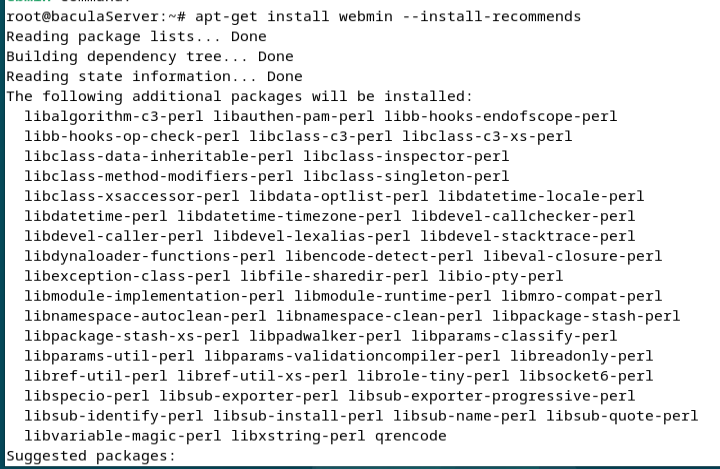 root@baculaServer:~# apt-get install webmin --install-recommends
Reading package lists... Done
Building dependency tree... Done
Reading state information... Done
The following additional packages will be installed:
  libalgorithm-c3-perl libauthen-pam-perl libb-hooks-endofscope-perl
  libb-hooks-op-check-perl libclass-c3-perl libclass-c3-xs-perl
  libclass-data-inheritable-perl libclass-inspector-perl
  libclass-method-modifiers-perl libclass-singleton-perl
  libclass-xsaccessor-perl libdata-optlist-perl libdatetime-locale-perl
  libdatetime-perl libdatetime-timezone-perl libdevel-callchecker-perl
  libdevel-caller-perl libdevel-lexalias-perl libdevel-stacktrace-perl
  libdynaloader-functions-perl libencode-detect-perl libeval-closure-perl
  libexception-class-perl libfile-sharedir-perl libio-pty-perl
  libmodule-implementation-perl libmodule-runtime-perl libmro-compat-perl
  libnamespace-autoclean-perl libnamespace-clean-perl libpackage-stash-perl
  libpackage-stash-xs-perl libpadwalker-perl libparams-classify-perl
  libparams-util-perl libparams-validationcompiler-perl libreadonly-perl
  libref-util-perl libref-util-xs-perl librole-tiny-perl libsocket6-perl
  libspecio-perl libsub-exporter-perl libsub-exporter-progressive-perl
  libsub-identify-perl libsub-install-perl libsub-name-perl libsub-quote-perl
  libvariable-magic-perl libxstring-perl qrencode
Suggested packages: